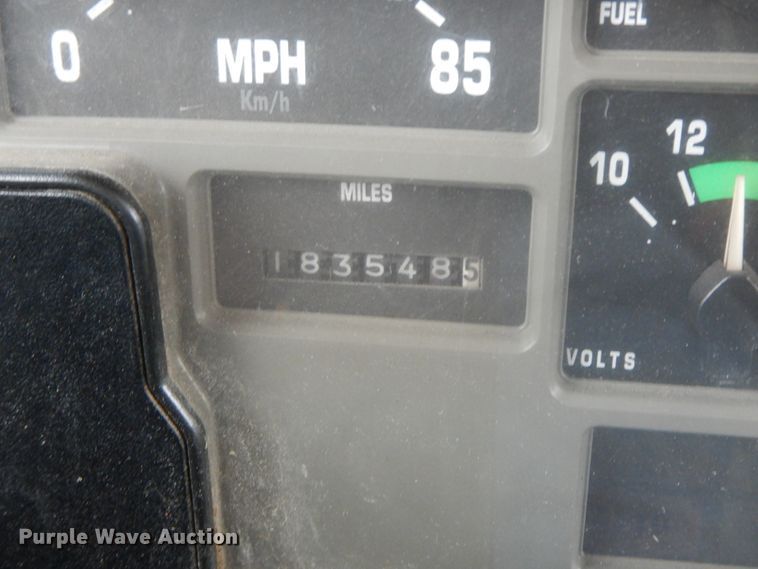 FUEL
0 MPH 85
Km/h
10 12
MILES
1835485
VOLTS
Purple Wave Auction®